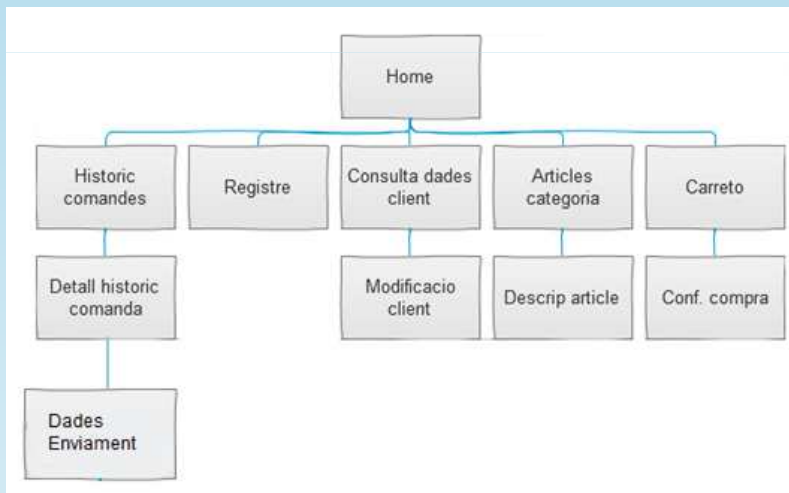 Home
Historic
comandes
Registre
Consulta dades
client
Articles
categoria
Carreto
Detall historic
comanda
Modificacio
client
Descrip article
Conf. compra
Dades
Enviament